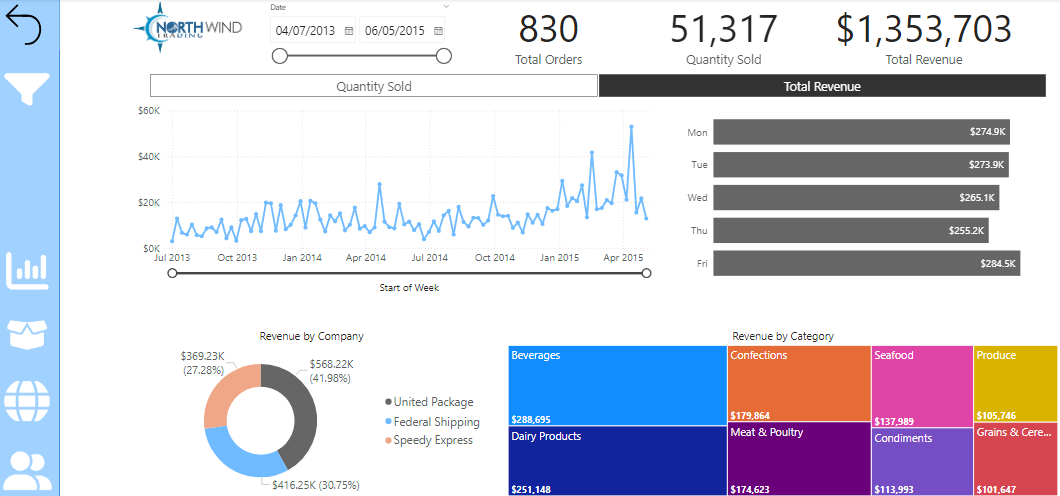 NORTHWIND
TRADING
Date
04/07/2013
06/05/2015
830
Total Orders
51,317
Quantity Sold
$1,353,703
Total Revenue
Quantity Sold
Total Revenue
$60K
$40K
$20K
$0K
Jul 2013
Oct 2013
Jan 2014
Apr 2014
Jul 2014
Oct 2014
Jan 2015
Apr 2015
Start of Week
Mon
$274.9K
Tue
$273.9K
Wed
$265.1K
Thu
$255.2K
Fri
$284.5K
Revenue by Company
$369.23K
(27.28%)
$568.22K
(41.98%)
$416.25K (30.75%)
United Package
Federal Shipping
Speedy Express
Revenue by Category
Beverages
$288,695
Dairy Products
$251,148
Confections
$179,864
Meat & Poultry
$174,623
Seafood
$137,989
Condiments
$113,993
Produce
$105,746
Grains & Cere...
$101,647